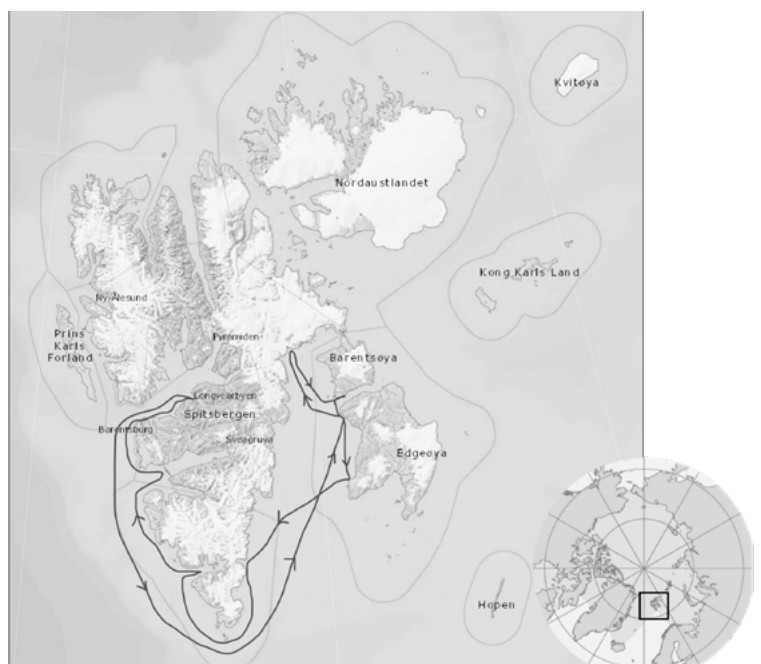 Kvitøya
Nordaustlandet
Kong Karls Land
Ny-Ålesund
Prins
Karls
Forland
Pyramiden
Barentsøya
Longyearbyen
Spitsbergen
Barentsburg
Sveagruva
Edgeøya
Hopen